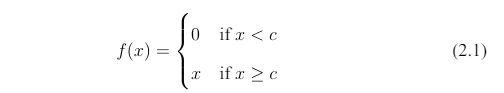 f(x) = { 0 if x < c
x if x ≥ c (2.1)